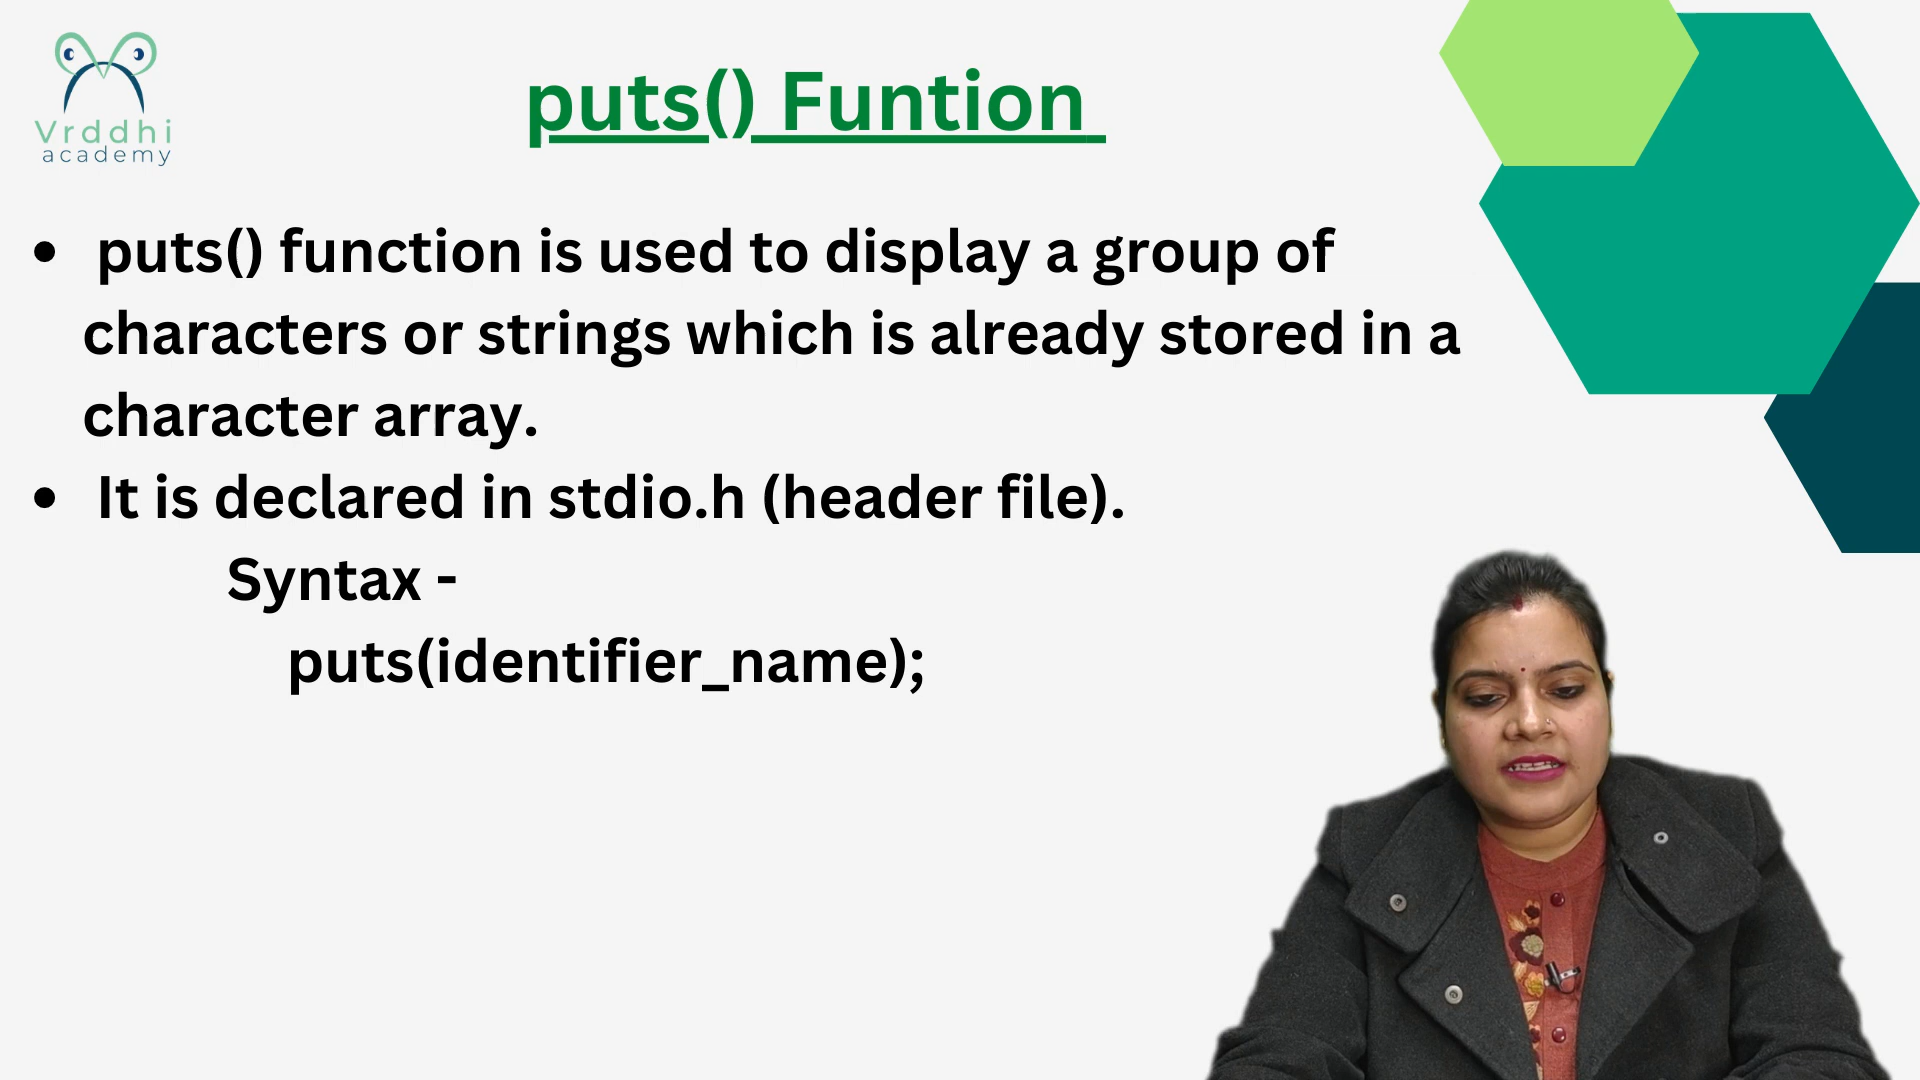 Vrddhi
academy
puts() Funtion
• puts() function is used to display a group of
characters or strings which is already stored in a
character array.
• It is declared in stdio.h (header file).
Syntax -
puts(identifier_name);